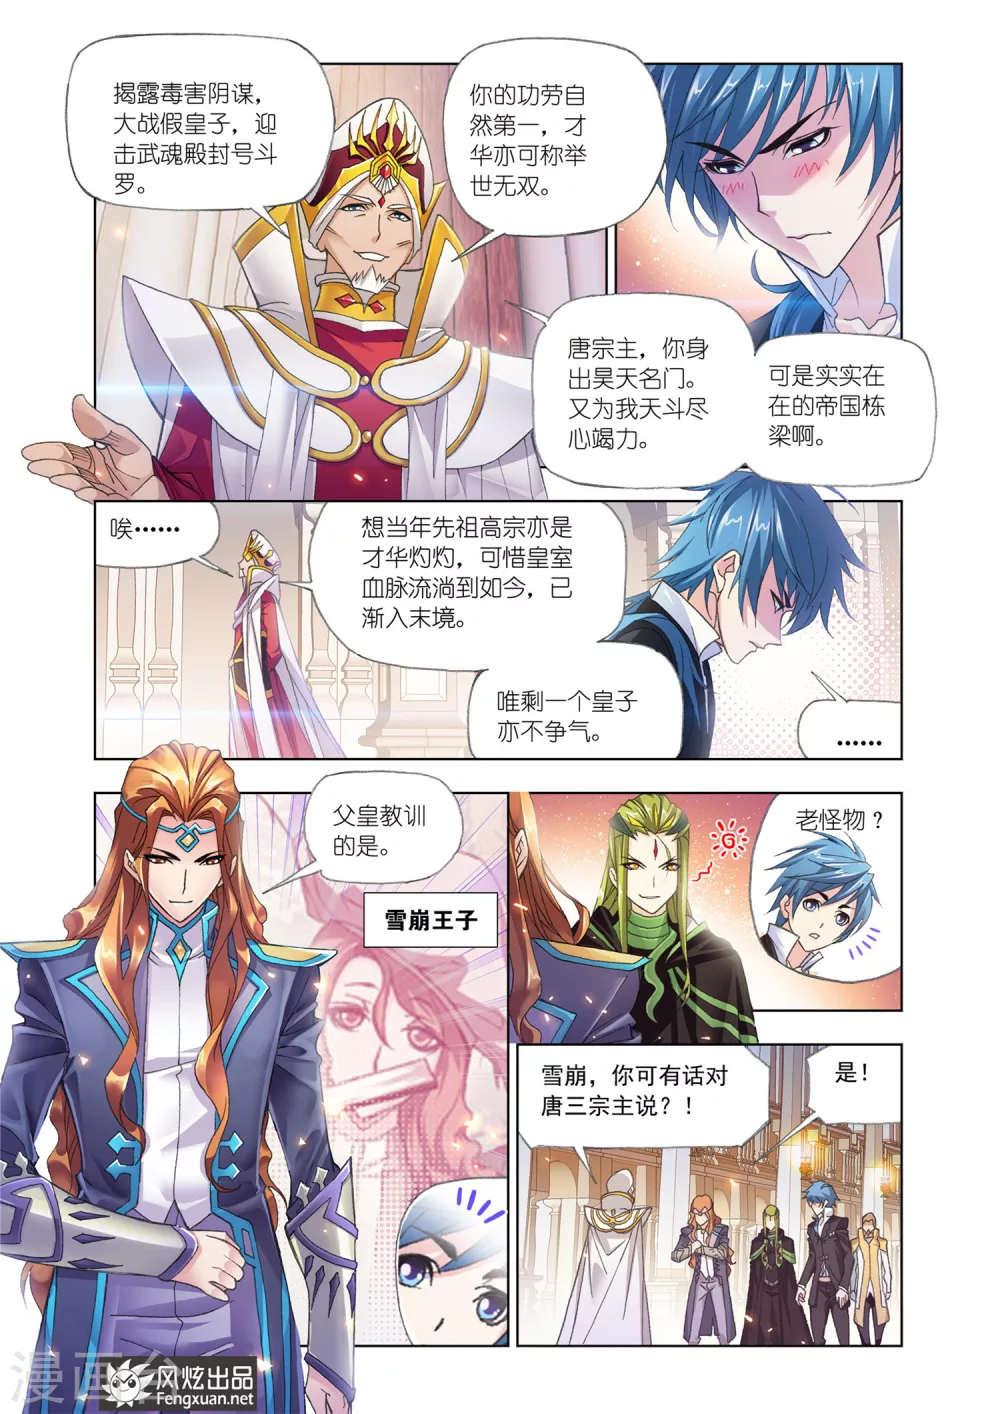 揭露毒害阴谋，
大战假皇子，迎
击武魂殿封号斗
罗。
你的功劳自
然第一，才
华亦可称举
世无双。
唐宗主，你身
出昊天名门。
又为我天斗尽
心竭力。
可是实实在
在的帝国栋
梁啊。
唉……
想当年先祖高宗亦是
才华灼灼，可惜皇室
血脉流淌到如今，已
渐入末境。
唯剩一个皇子
亦不争气。
……
父皇教训
的是。
雪崩王子
老怪物？
G
雪崩，你可有话对
唐三宗主说？！
是！
漫画台
风炫出品
Fengxuan.net